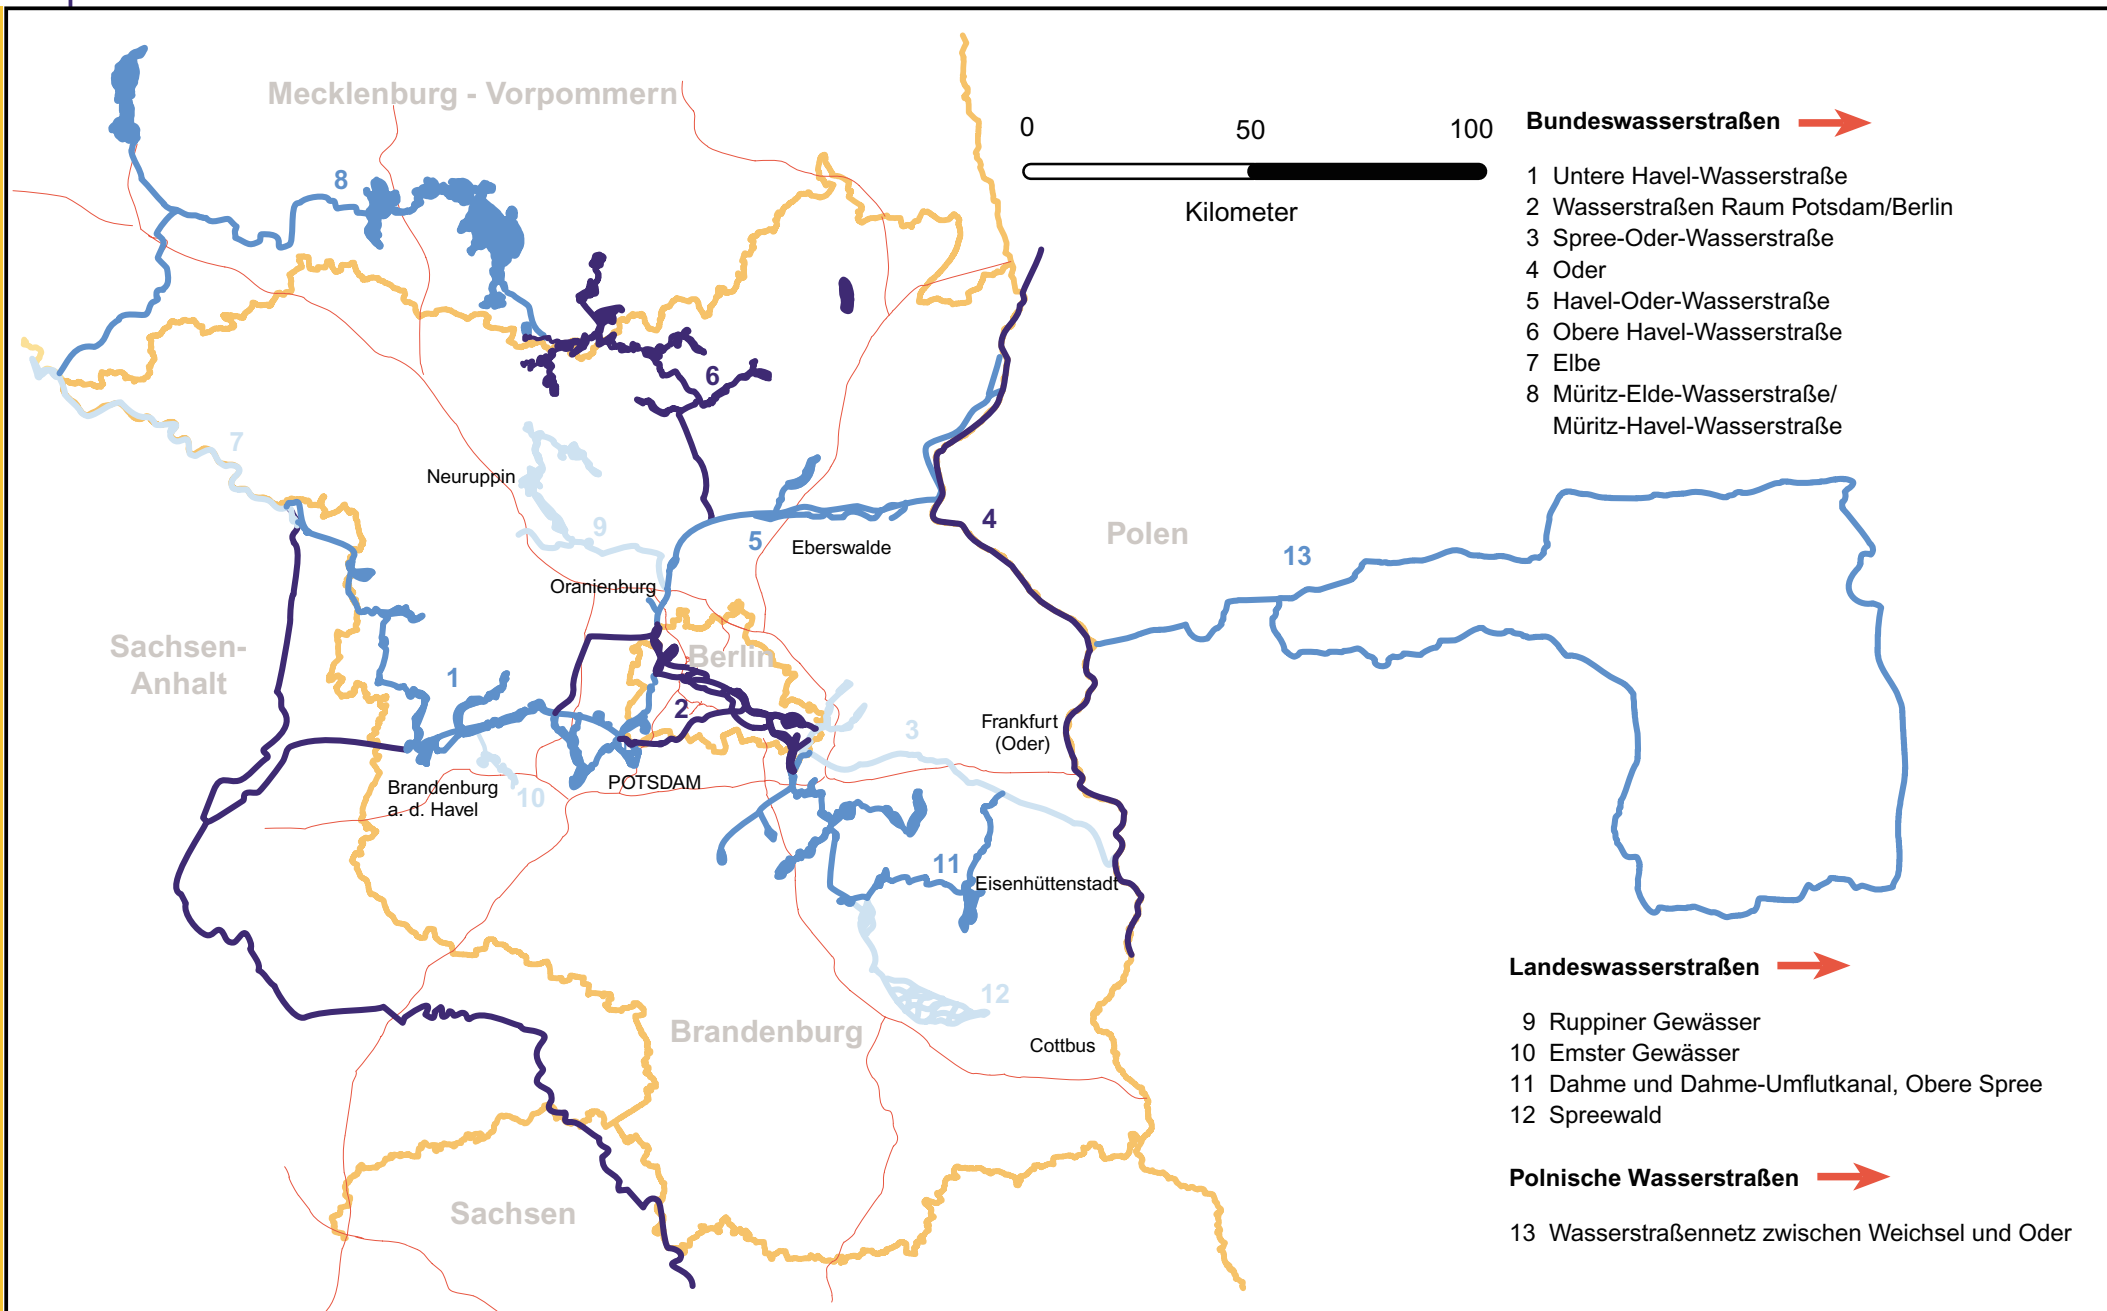 Mecklenburg - Vorpommern
0 50 100
Kilometer
Bundeswasserstraßen
1 Untere Havel-Wasserstraße
2 Wasserstraßen Raum Potsdam/Berlin
3 Spree-Oder-Wasserstraße
4 Oder
5 Havel-Oder-Wasserstraße
6 Obere Havel-Wasserstraße
7 Elbe
8 Müritz-Elde-Wasserstraße/
Müritz-Havel-Wasserstraße
8
6
7
Neuruppin
9
4
5
Eberswalde
Polen
13
Oranienburg
Sachsen-
Anhalt
Berlin
1
2
3
Frankfurt
(Oder)
Brandenburg
a. d. Havel
10
POTSDAM
11
Eisenhüttenstadt
12
Brandenburg
Cottbus
Sachsen
Landeswasserstraßen
9 Ruppiner Gewässer
10 Emster Gewässer
11 Dahme und Dahme-Umflutkanal, Obere Spree
12 Spreewald
Polnische Wasserstraßen
13 Wasserstraßennetz zwischen Weichsel und Oder